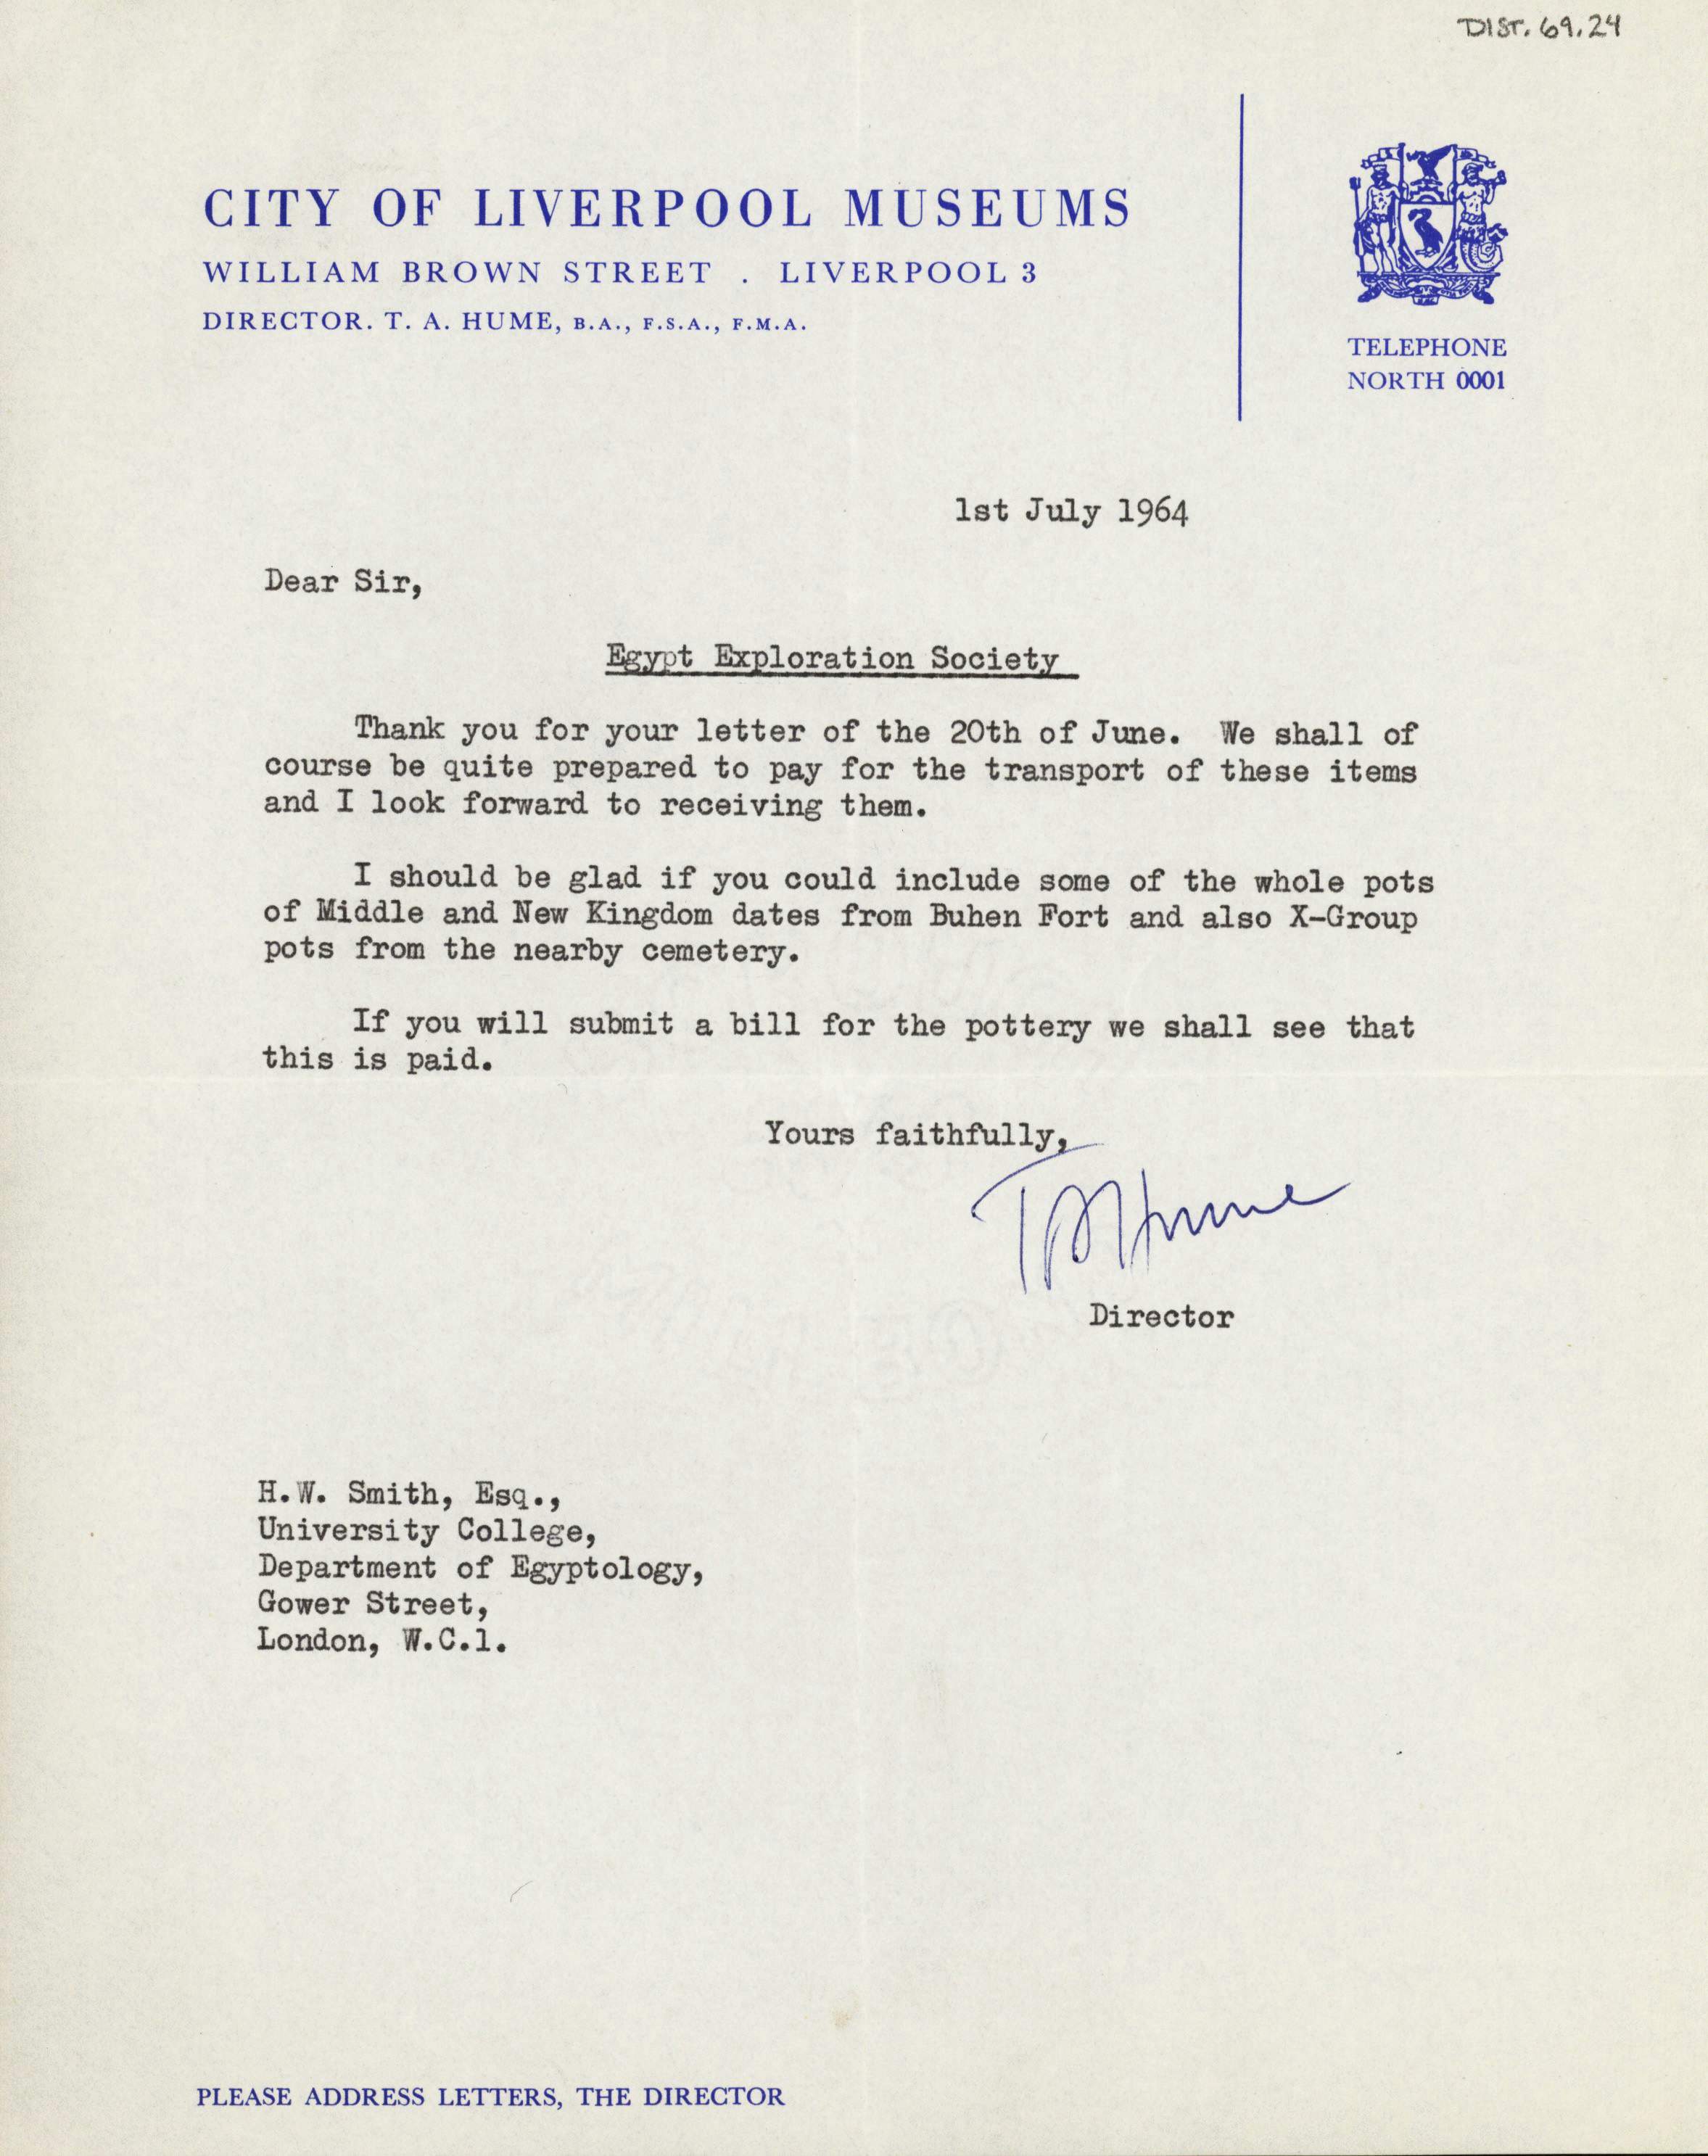 DIST. 69.24
CITY OF LIVERPOOL MUSEUMS
WILLIAM BROWN STREET . LIVERPOOL 3
DIRECTOR. T. A. HUME, B.A., F.S.A., F.M.A.
TELEPHONE
NORTH 0001
1st July 1964
Dear Sir,
Egypt Exploration Society
Thank you for your letter of the 20th of June. We shall of
course be quite prepared to pay for the transport of these items
and I look forward to receiving them.
I should be glad if you could include some of the whole pots
of Middle and New Kingdom dates from Buhen Fort and also X-Group
pots from the nearby cemetery.
If you will submit a bill for the pottery we shall see that
this is paid.
Yours faithfully,
TAHume
Director
H.W. Smith, Esq.,
University College,
Department of Egyptology,
Gower Street,
London, W.C.1.
PLEASE ADDRESS LETTERS, THE DIRECTOR